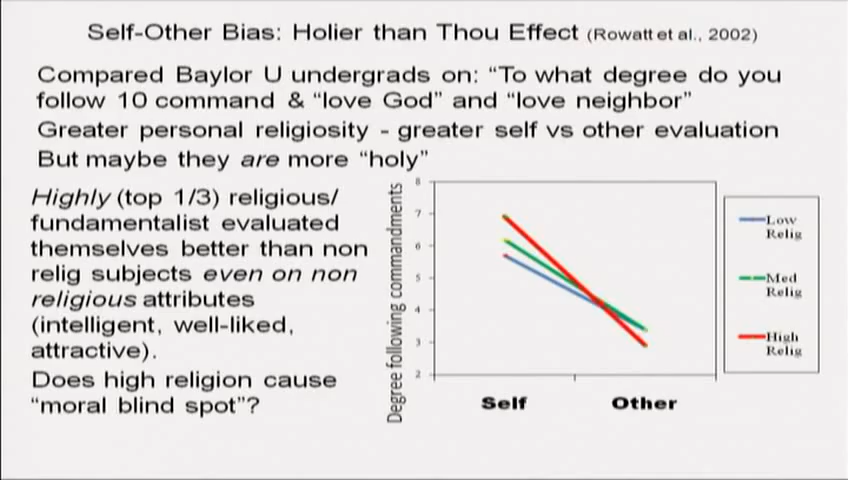 Self-Other Bias: Holier than Thou Effect (Rowatt et al., 2002)
Compared Baylor U undergrads on: “To what degree do you
follow 10 command & “love God” and “love neighbor”
Greater personal religiosity - greater self vs other evaluation
But maybe they are more “holy”
Highly (top 1/3) religious/
fundamentalist evaluated
themselves better than non
relig subjects even on non
religious attributes
(intelligent, well-liked,
attractive).
Does high religion cause
“moral blind spot”?
Degree following commandments
8
7
6
5
4
3
2
Self Other
Low
Relig
Med
Relig
High
Relig